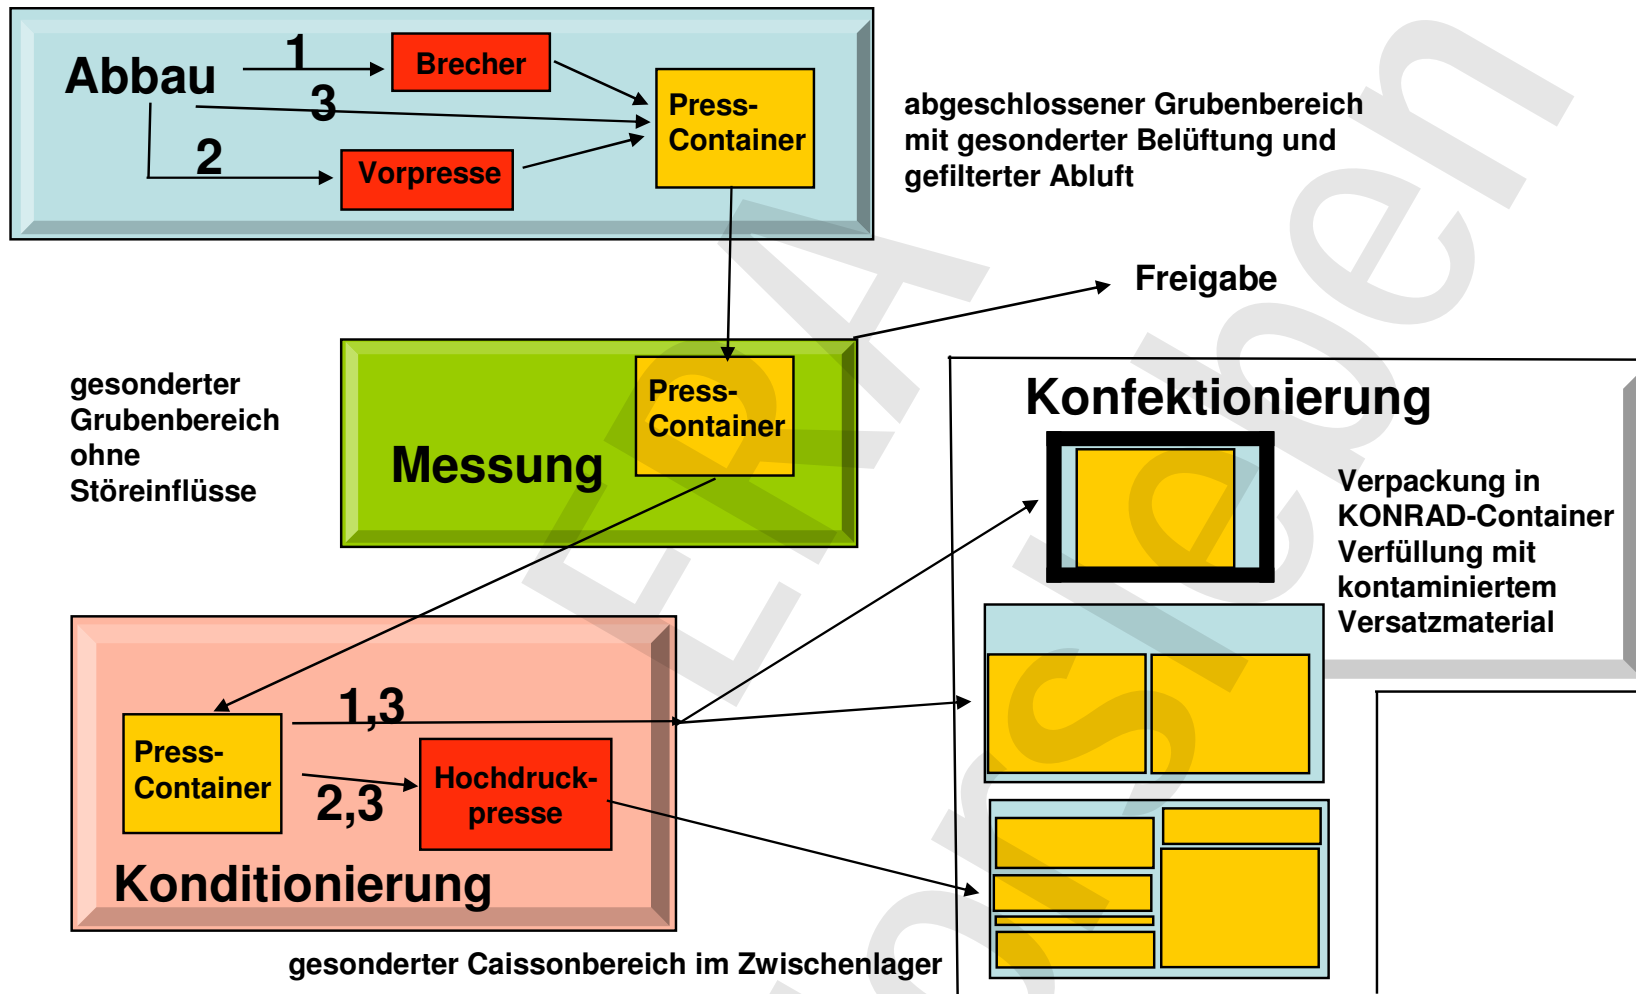 Abbau
1
3
2
Brecher
Vorpresse
Press-
Container
abgeschlossener Grubenbereich
mit gesonderter Belüftung und
gefilterter Abluft
Freigabe
gesonderter
Grubenbereich
ohne
Störeinflüsse
Messung
Press-
Container
Konfektionierung
Verpackung in
KONRAD-Container
Verfüllung mit
kontaminiertem
Versatzmaterial
1,3
Press-
Container
2,3
Hochdruck-
presse
Konditionierung
gesonderter Caissonbereich im Zwischenlager
ERA
orsleben